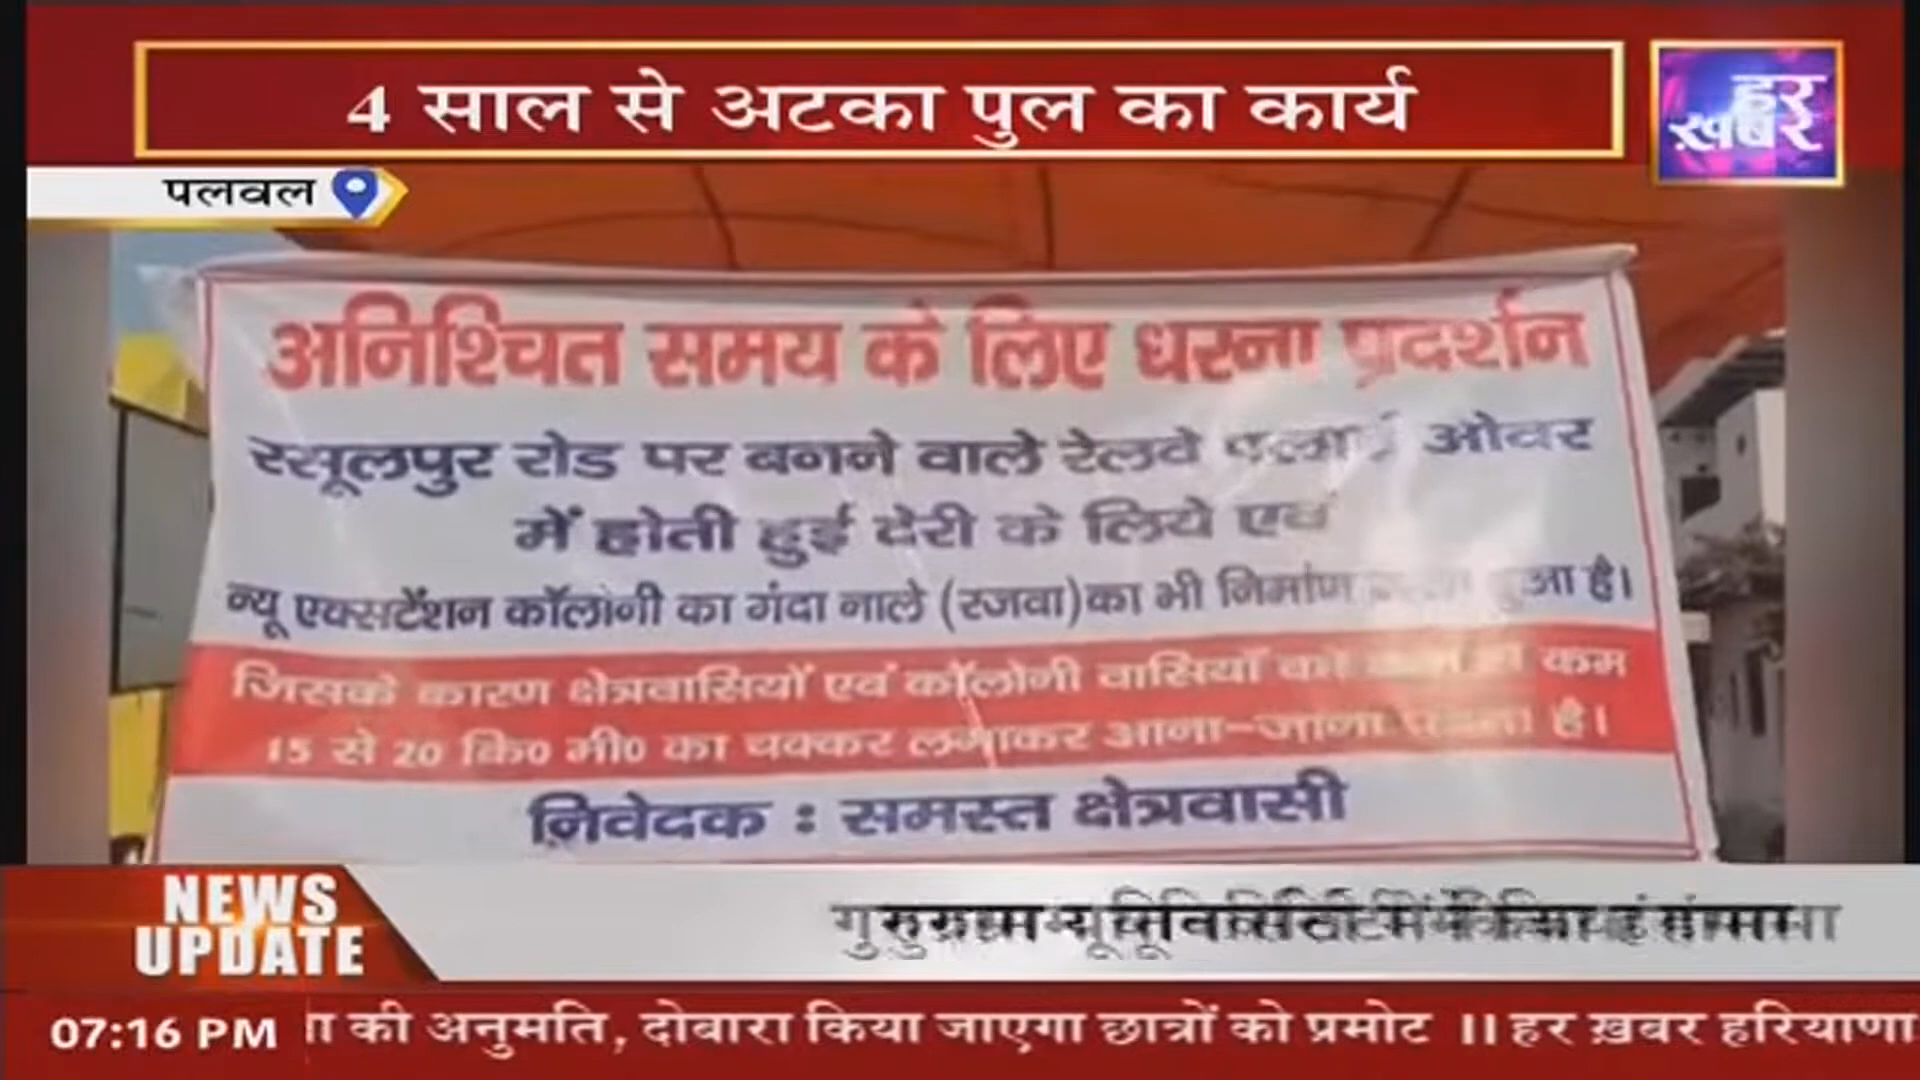 4 साल से अटका पुल का कार्य
हर
ख़बर
पलवल
अनिश्चित समय के लिए धरना प्रदर्शन
रसूलपुर रोड पर बनने वाले रेलवे ओवर
में होती हुई देरी के लिये एवं
न्यू एक्सटेंशन कॉलोनी का गंदा नाले (रजवा) का भी निर्माण हुआ है।
जिसके कारण क्षेत्रवासियों एवं कॉलोनी वासियों को कम
15 से 20 कि० मी० का चक्कर लगाकर आना-जाना है।
निवेदक : समस्त क्षेत्रवासी
NEWS
UPDATE
07:16 PM
की अनुमति, दोबारा किया जाएगा छात्रों को प्रमोट || हर ख़बर हरियाणा